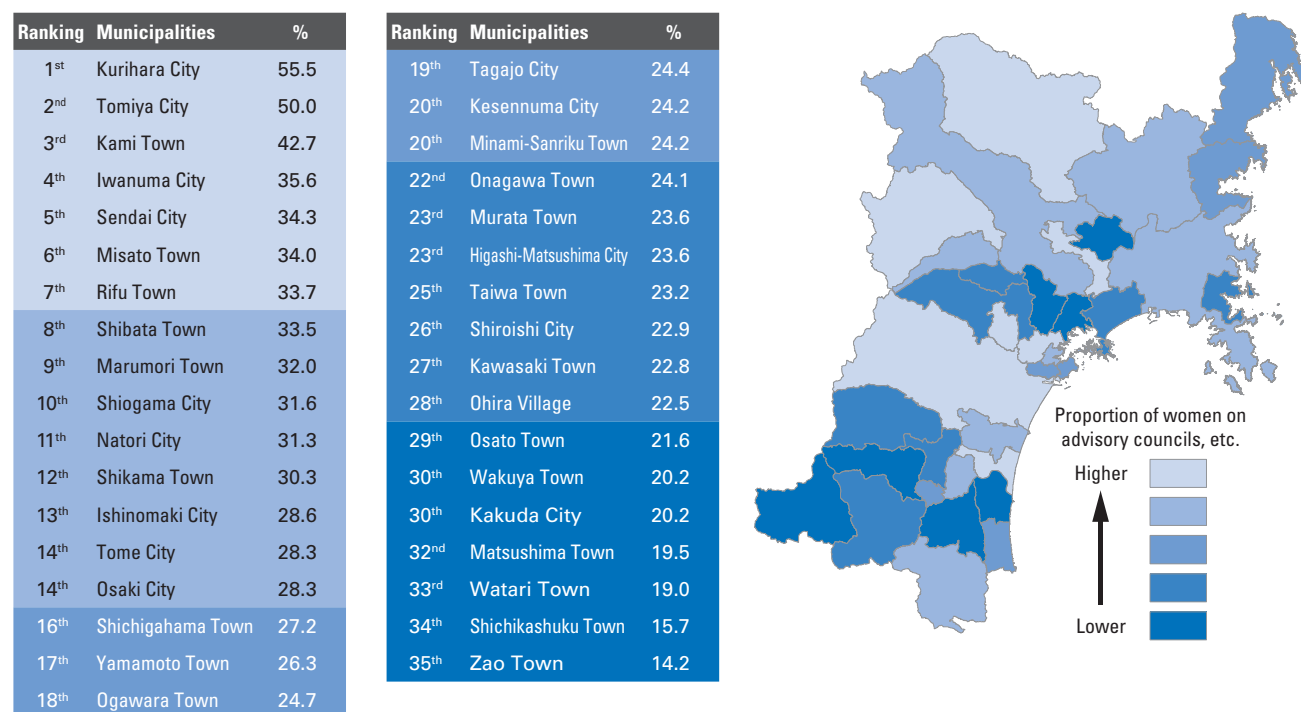 Ranking Municipalities %
1st Kurihara City 55.5
2nd Tomiya City 50.0
3rd Kami Town 42.7
4th Iwanuma City 35.6
5th Sendai City 34.3
6th Misato Town 34.0
7th Rifu Town 33.7
8th Shibata Town 33.5
9th Marumori Town 32.0
10th Shiogama City 31.6
11th Natori City 31.3
12th Shikama Town 30.3
13th Ishinomaki City 28.6
14th Tome City 28.3
14th Osaki City 28.3
16th Shichigahama Town 27.2
17th Yamamoto Town 26.3
18th Ogawara Town 24.7
Ranking Municipalities %
19th Tagajo City 24.4
20th Kesennuma City 24.2
20th Minami-Sanriku Town 24.2
22nd Onagawa Town 24.1
23rd Murata Town 23.6
23rd Higashi-Matsushima City 23.6
25th Taiwa Town 23.2
26th Shiroishi City 22.9
27th Kawasaki Town 22.8
28th Ohira Village 22.5
29th Osato Town 21.6
30th Wakuya Town 20.2
30th Kakuda City 20.2
32nd Matsushima Town 19.5
33rd Watari Town 19.0
34th Shichikashuku Town 15.7
35th Zao Town 14.2
Proportion of women on
advisory councils, etc.
Higher
Lower